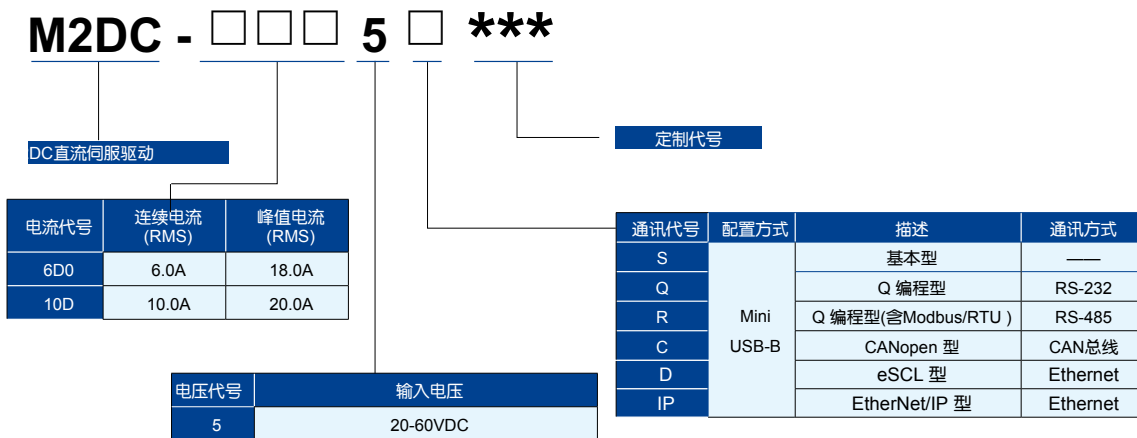 M2DC - □□□ 5 □ ***
DC直流伺服驱动
定制代号
电流代号 连续电流(RMS) 峰值电流(RMS)
6D0 6.0A 18.0A
10D 10.0A 20.0A
通讯代号 配置方式 描述 通讯方式
S 基本型 ——
Q Q 编程型 RS-232
R Mini Q 编程型(含Modbus/RTU ) RS-485
C USB-B CANopen 型 CAN总线
D eSCL 型 Ethernet
IP EtherNet/IP 型 Ethernet
电压代号 输入电压
5 20-60VDC